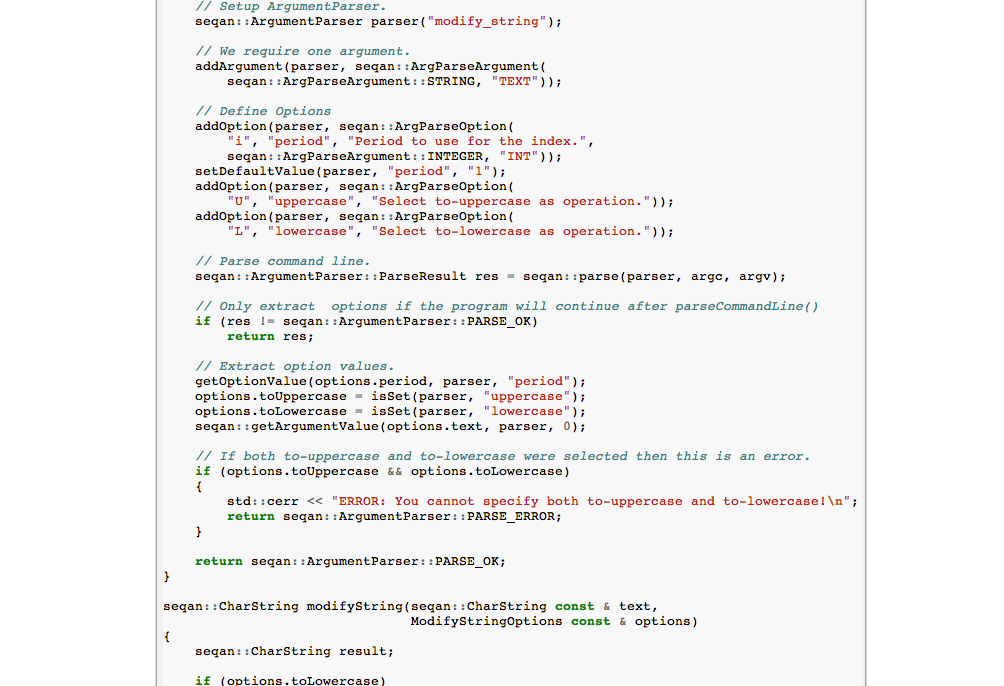 // Setup ArgumentParser.
seqan::ArgumentParser parser("modify_string");
// We require one argument.
addArgument(parser, seqan::ArgParseArgument(
seqan::ArgParseArgument::STRING, "TEXT"));
// Define Options
addOption(parser, seqan::ArgParseOption(
"i", "period", "Period to use for the index.",
seqan::ArgParseArgument::INTEGER, "INT"));
setDefaultValue(parser, "period", "1");
addOption(parser, seqan::ArgParseOption(
"U", "uppercase", "Select to-uppercase as operation."));
addOption(parser, seqan::ArgParseOption(
"L", "lowercase", "Select to-lowercase as operation."));
// Parse command line.
seqan::ArgumentParser::ParseResult res = seqan::parse(parser, argc, argv);
// Only extract  options if the program will continue after parseCommandLine()
if (res != seqan::ArgumentParser::PARSE_OK)
return res;
// Extract option values.
getOptionValue(options.period, parser, "period");
options.toUppercase = isSet(parser, "uppercase");
options.toLowercase = isSet(parser, "lowercase");
seqan::getArgumentValue(options.text, parser, 0);
// If both to-uppercase and to-lowercase were selected then this is an error.
if (options.toUppercase && options.toLowercase)
{
std::cerr << "ERROR: You cannot specify both to-uppercase and to-lowercase!\n";
return seqan::ArgumentParser::PARSE_ERROR;
}
return seqan::ArgumentParser::PARSE_OK;
}
seqan::CharString modifyString(seqan::CharString const & text,
ModifyStringOptions const & options)
{
seqan::CharString result;
if (options.toLowercase)